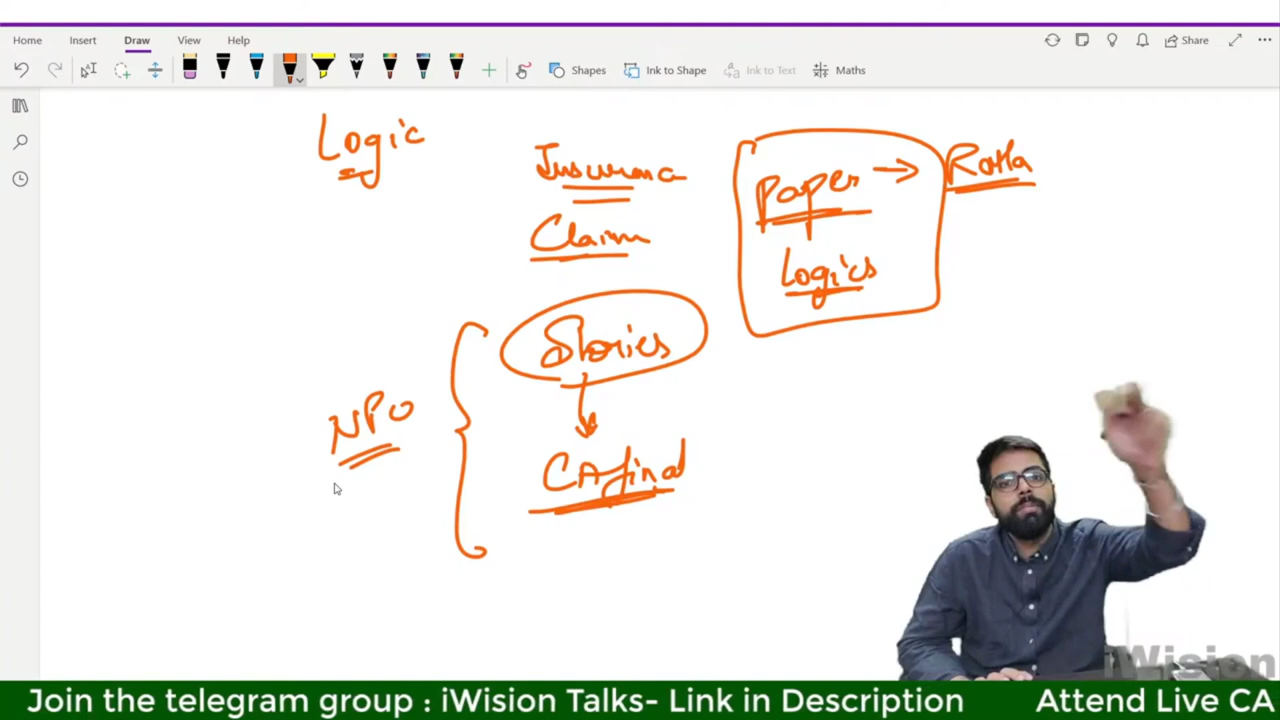 Home Insert Draw View Help
Share
Shapes Ink to Shape Ink to Text Maths
Logic
Insurance
Claim
Paper → Ratta
Logics
Stories
NPO
CA final
iWision
Join the telegram group : iWision Talks- Link in Description Attend Live CA